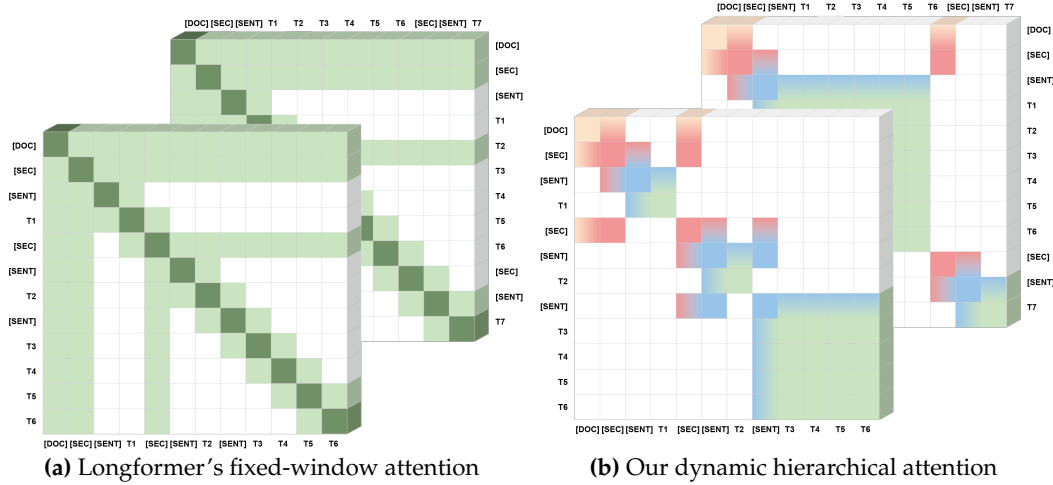 [DOC] [SEC] [SENT] T1 T2 T3 T4 T5 T6 [SEC] [SENT] T7
[DOC]
[SEC]
[SENT]
T1
T2
T3
T4
T5
T6
[SEC]
[SENT]
T7
[DOC]
[SEC]
[SENT]
T1
[SEC]
[SENT]
T2
[SENT]
T3
T4
T5
T6
[DOC] [SEC] [SENT] T1 [SEC] [SENT] T2 [SENT] T3 T4 T5 T6
(a) Longformer's fixed-window attention
[DOC] [SEC] [SENT] T1 T2 T3 T4 T5 T6 [SEC] [SENT] T7
[DOC]
[SEC]
[SENT]
T1
T2
T3
T4
T5
T6
[SEC]
[SENT]
T7
[DOC]
[SEC]
[SENT]
T1
[SEC]
[SENT]
T2
[SENT]
T3
T4
T5
T6
[DOC] [SEC] [SENT] T1 [SEC] [SENT] T2 [SENT] T3 T4 T5 T6
(b) Our dynamic hierarchical attention